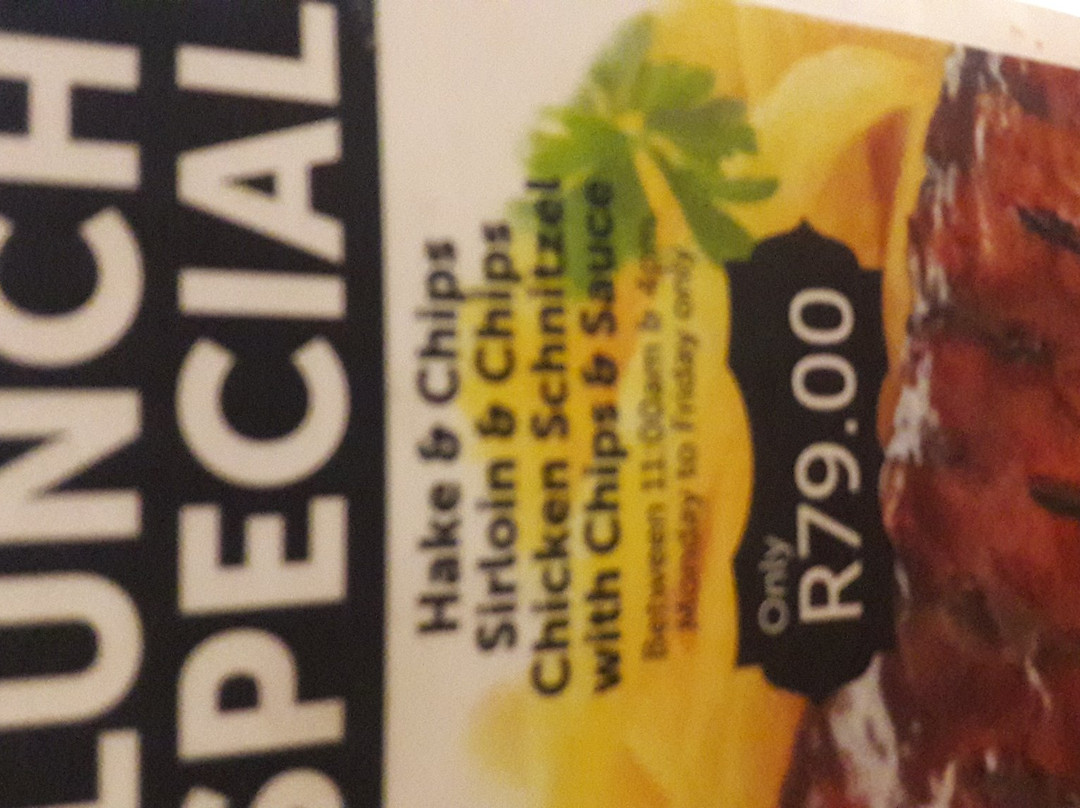 LUNCH
SPECIAL
Hake & Chips
Sirloin & Chips
Chicken Schnitzel
with Chips & Sauce
Between 11:00am & 4pm
Monday to Friday only
Only
R79.00